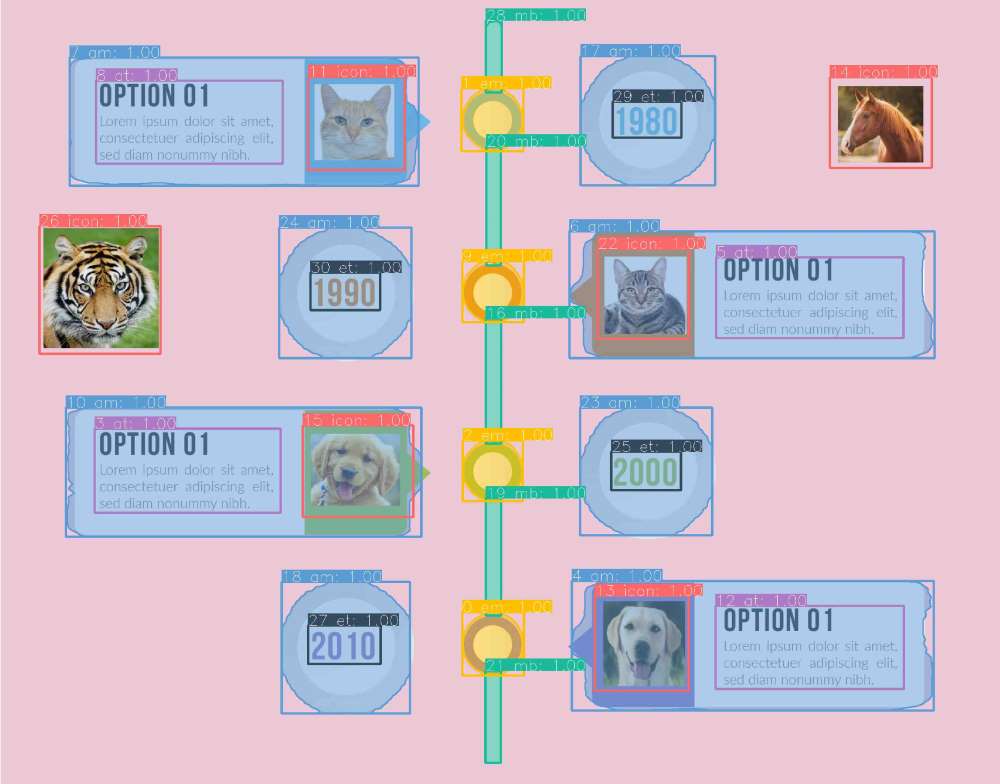 28 mb: 1.00
7 am: 1.00
17 am: 1.00
8 at: 1.00
11 icon: 1.00
14 icon: 1.00
1 em: 1.00
29 et: 1.00
OPTION 01
Lorem ipsum dolor sit amet,
consectetuer adipiscing elit,
sed diam nonummy nibh.
1980
20 mb: 1.00
26 icon: 1.00
24 am: 1.00
6 am: 1.00
22 icon: 1.00
5 at: 1.00
9 em: 1.00
30 et: 1.00
1990
OPTION 01
Lorem ipsum dolor sit amet,
consectetuer adipiscing elit,
sed diam nonummy nibh.
16 mb: 1.00
10 am: 1.00
23 am: 1.00
3 at: 1.00
15 icon: 1.00
2 em: 1.00
25 et: 1.00
OPTION 01
Lorem ipsum dolor sit amet,
consectetuer adipiscing elit,
sed diam nonummy nibh.
2000
19 mb: 1.00
18 am: 1.00
4 am: 1.00
13 icon: 1.00
12 at: 1.00
0 em: 1.00
27 et: 1.00
2010
OPTION 01
Lorem ipsum dolor sit amet,
consectetuer adipiscing elit,
sed diam nonummy nibh.
21 mb: 1.00